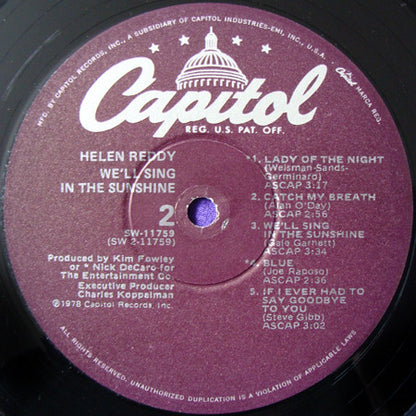 MFD. BY CAPITOL RECORDS, INC., A SUBSIDIARY OF CAPITOL INDUSTRIES-EMI, INC., U.S.A.
Capitol MARCA REG.
Capitol
REG. U.S. PAT. OFF.
HELEN REDDY
WE'LL SING
IN THE SUNSHINE
2
SW-11759
(SW 2-11759)
Produced by Kim Fowley
or * Nick DeCaro for
The Entertainment Co.
Executive Producer
Charles Koppelman
℗1978 Capitol Records, Inc.
*1. LADY OF THE NIGHT
(Weisman-Sands-
Germinaro)
ASCAP 3:17
2. CATCH MY BREATH
(Alan O'Day)
ASCAP 2:56
3. WE'LL SING
IN THE SUNSHINE
(Gale Garnett)
ASCAP 3:34
*4. BLUE
(Joe Raposo)
ASCAP 2:36
5. IF I EVER HAD TO
SAY GOODBYE
TO YOU
(Steve Gibb)
ASCAP 3:02
ALL RIGHTS RESERVED. UNAUTHORIZED DUPLICATION IS A VIOLATION OF APPLICABLE LAWS